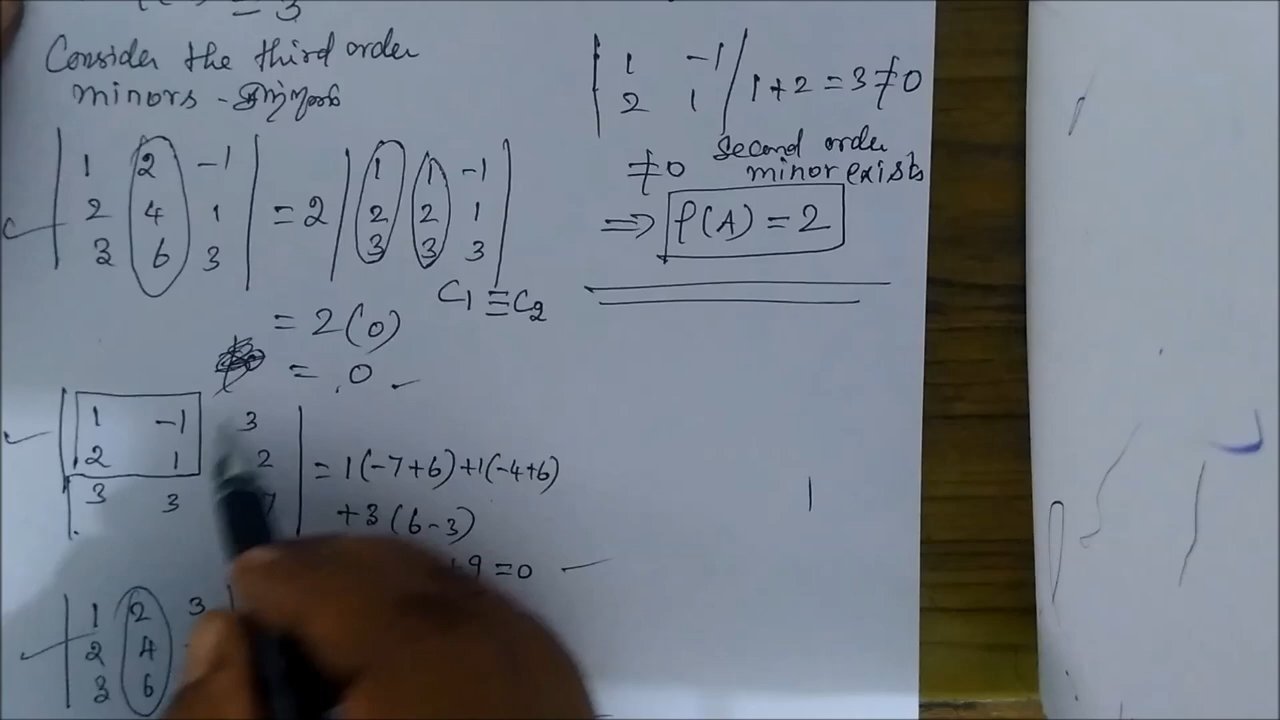 = 3
Consider the third order
minors -
| 1 2 -1 | = 2 | 1 1 -1 |
| 2 4 1 | | 2 2 1 |
| 3 6 3 | | 3 3 3 |
C1 ≡ C2
= 2(0)
= 0
| 1 -1 3 |
| 2 1 2 | = 1(-7+6)+1(-4+6)
| 3 3 7 | +3(6-3)
+9=0
| 1 2 3
| 2 4
| 3 6
| 1 -1 | 1+2=3≠0
| 2 1 |
≠0 second order
minor exists
⇒ ρ(A) = 2